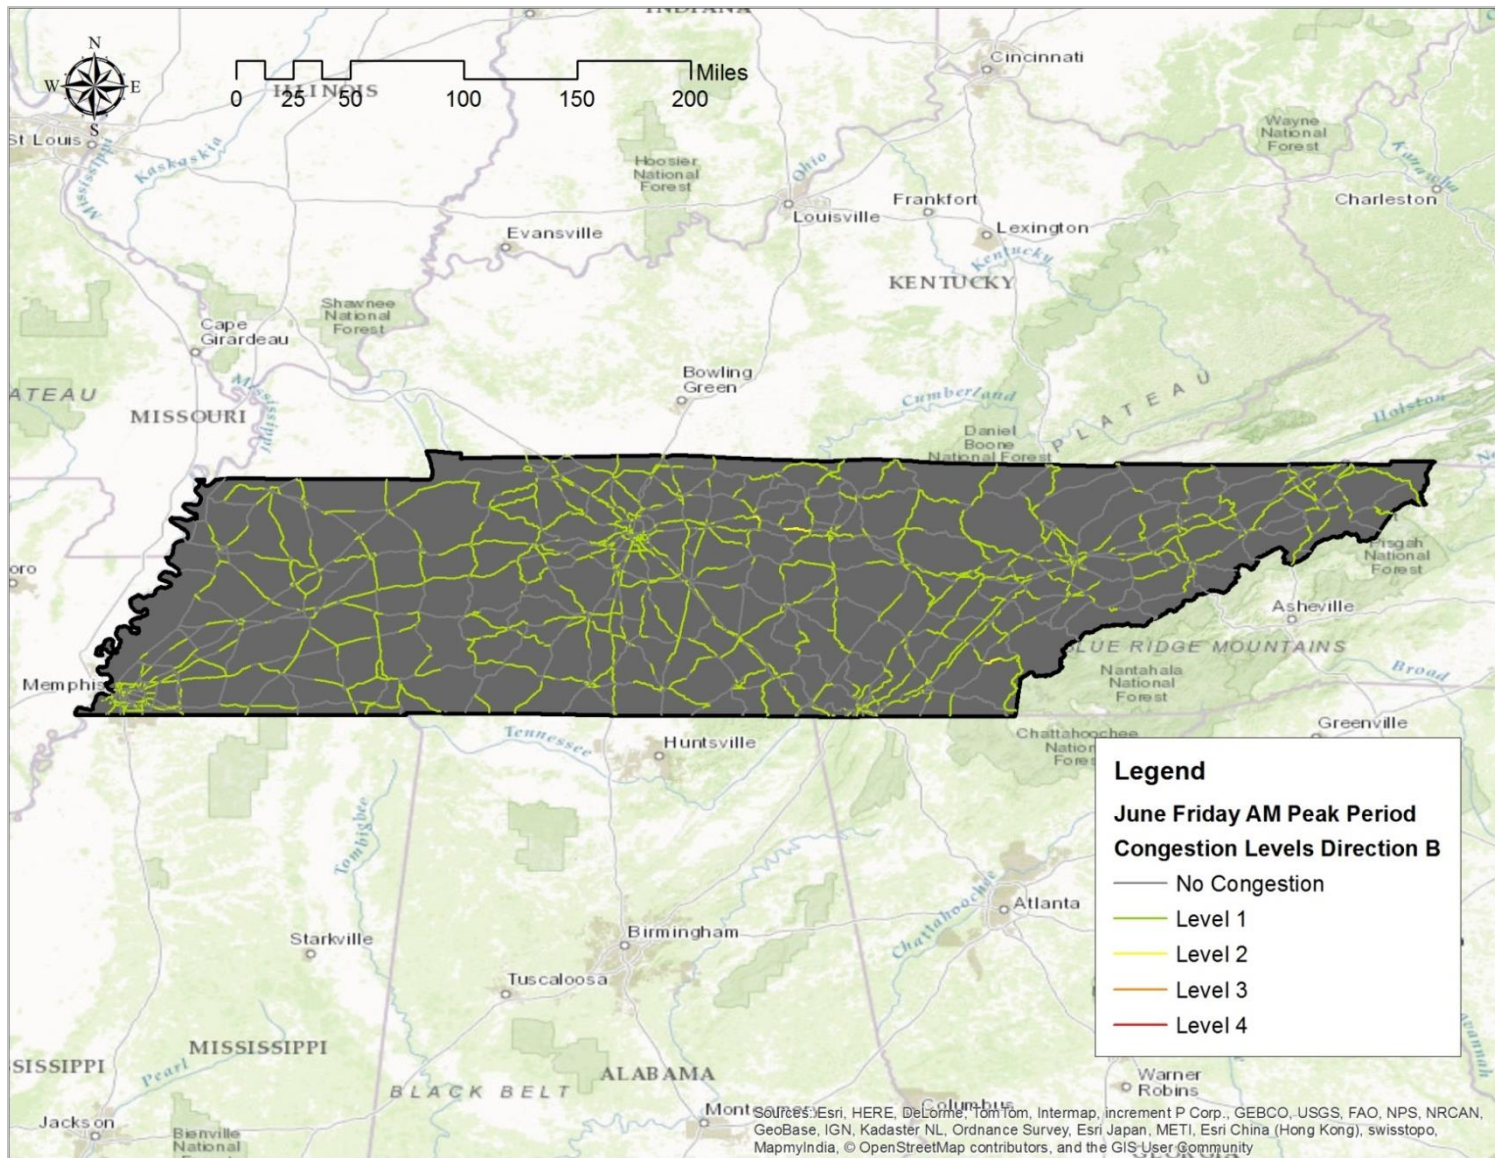 INDIANA
N
W E
S
Miles
0 25 50 100 150 200
ILLINOIS
Cincinnati
St Louis
Mississippi
Kaskaskia
Hoosier
National
Forest
Ohio
Wayne
National
Forest
Kanawha
Charleston
Louisville
Frankfort
Lexington
Evansville
Kentucky
KENTUCKY
Shawnee
National
Forest
Cape
Girardeau
Bowling
Green
Mississippi
ATEAU
MISSOURI
Cumberland
PLATEAU
Holston
Daniel
Boone
National Forest
oro
Pisgah
National
Forest
Asheville
BLUE RIDGE MOUNTAINS
Memphis
Nantahala
National
Forest
Broad
Greenville
Tennessee
Huntsville
Chattahoochee
Tombigbee
Legend
June Friday AM Peak Period
Congestion Levels Direction B
No Congestion
Level 1
Level 2
Level 3
Level 4
Chattahoochee
Atlanta
Birmingham
Starkville
Tuscaloosa
avannah
MISSISSIPPI
SISSIPPI
Pearl
BLACK BELT
ALABAMA
Warner
Robins
Columbus
Jackson
Bienville
National
Sources: Esri, HERE, DeLorme, TomTom, Intermap, increment P Corp., GEBCO, USGS, FAO, NPS, NRCAN,
GeoBase, IGN, Kadaster NL, Ordnance Survey, Esri Japan, METI, Esri China (Hong Kong), swisstopo,
MapmyIndia, © OpenStreetMap contributors, and the GIS User Community